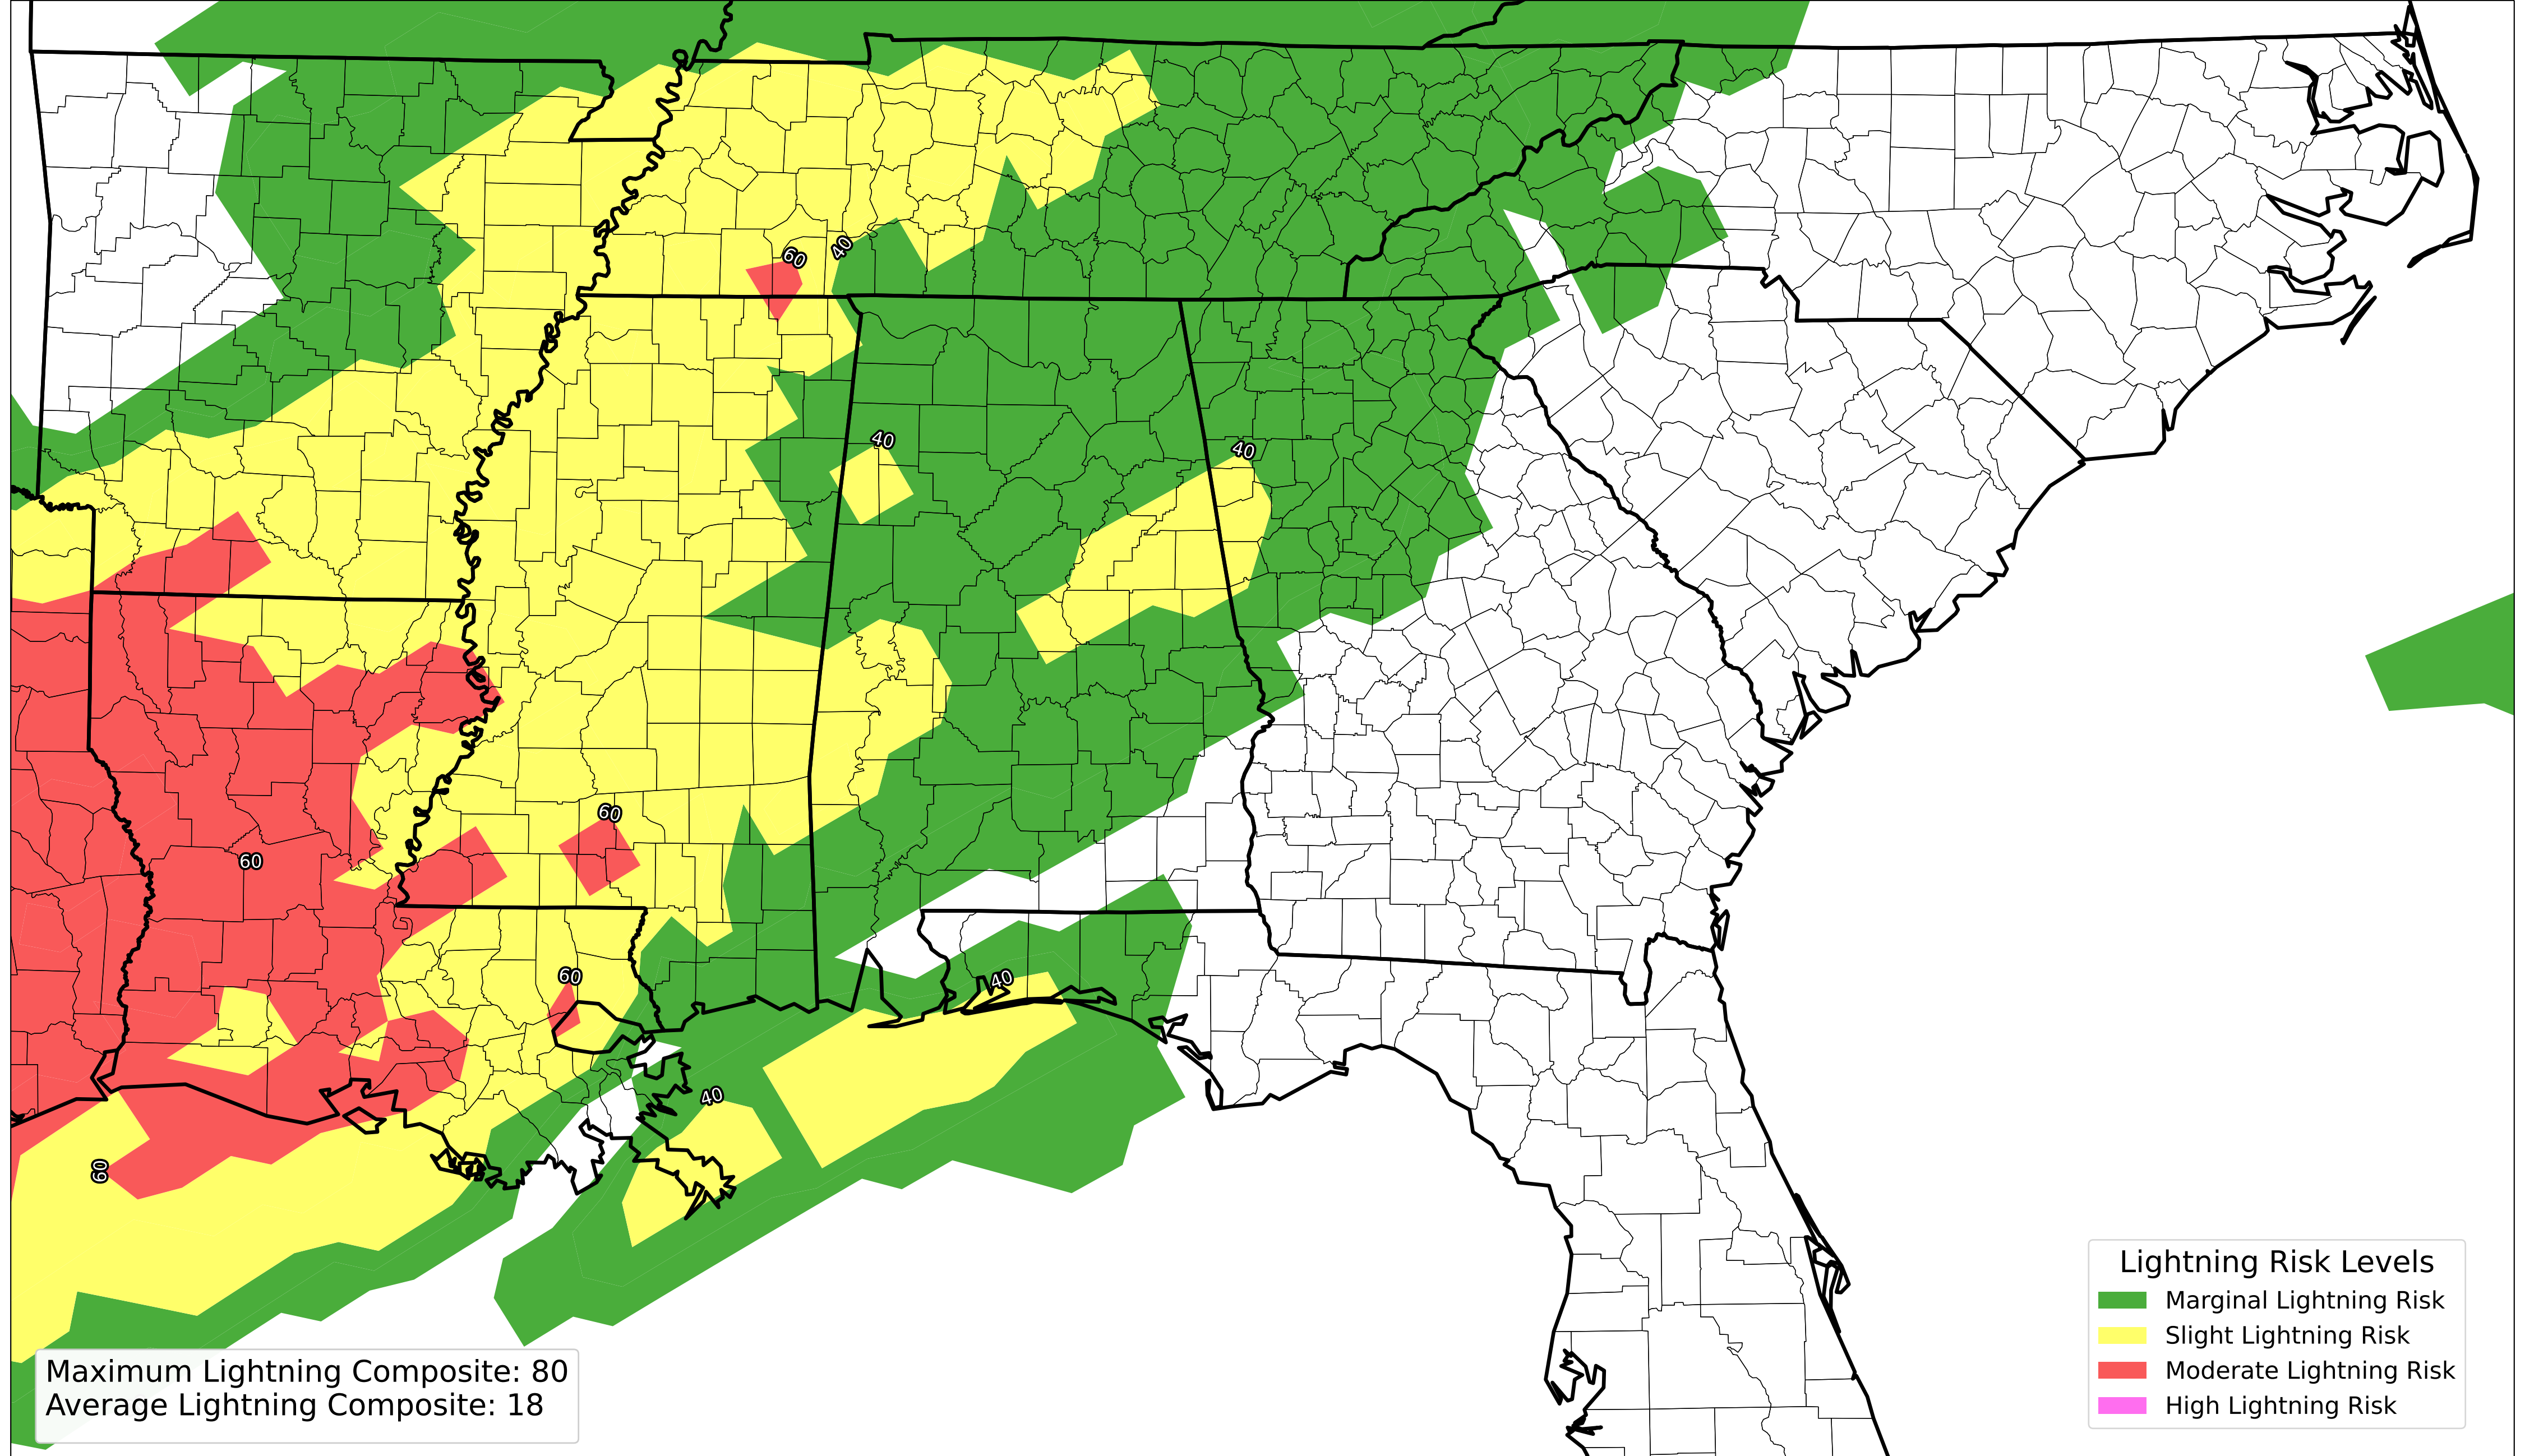 60
40
40
40
60
60
60
40
40
60
Lightning Risk Levels
Marginal Lightning Risk
Slight Lightning Risk
Moderate Lightning Risk
High Lightning Risk
Maximum Lightning Composite: 80
Average Lightning Composite: 18